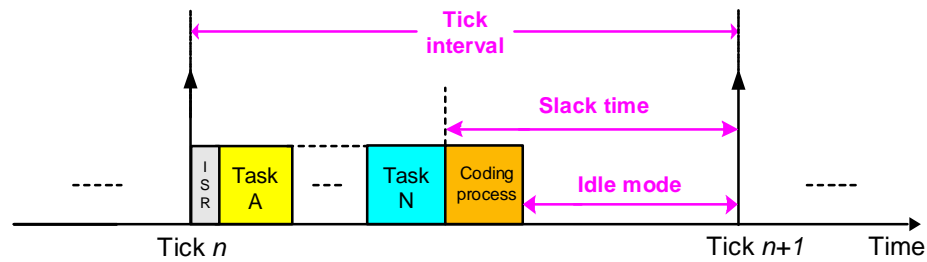 Tick
interval
Slack time
I
S
R
Task
A
Task
N
Coding
process
Idle mode
Tick n
Tick n+1
Time